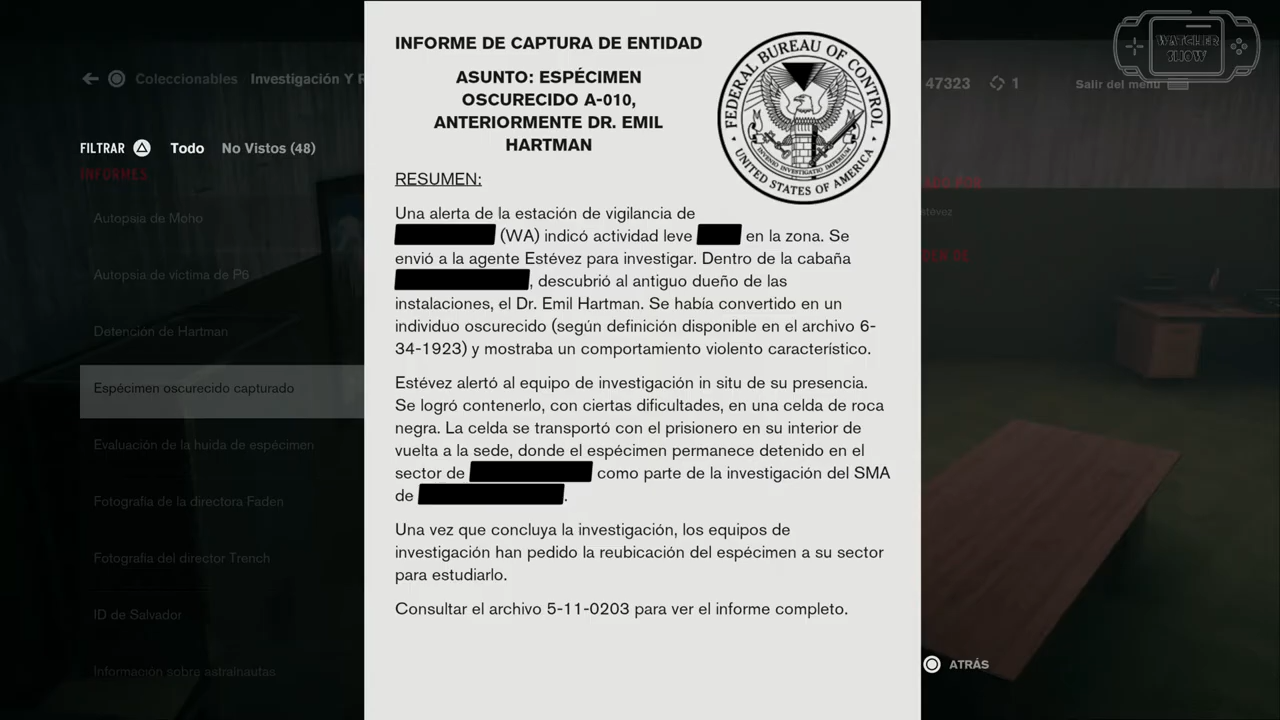 INFORME DE CAPTURA DE ENTIDAD
ASUNTO: ESPÉCIMEN
OSCURECIDO A-010,
ANTERIORMENTE DR. EMIL
HARTMAN
FEDERAL BUREAU OF CONTROL
UNITED STATES OF AMERICA
INVENIO INVESTIGATIO IMPERIUM
RESUMEN:
Una alerta de la estación de vigilancia de
(WA) indicó actividad leve en la zona. Se
envió a la agente Estévez para investigar. Dentro de la cabaña
, descubrió al antiguo dueño de las
instalaciones, el Dr. Emil Hartman. Se había convertido en un
individuo oscurecido (según definición disponible en el archivo 6-
34-1923) y mostraba un comportamiento violento característico.
Estévez alertó al equipo de investigación in situ de su presencia.
Se logró contenerlo, con ciertas dificultades, en una celda de roca
negra. La celda se transportó con el prisionero en su interior de
vuelta a la sede, donde el espécimen permanece detenido en el
sector de como parte de la investigación del SMA
de .
Una vez que concluya la investigación, los equipos de
investigación han pedido la reubicación del espécimen a su sector
para estudiarlo.
Consultar el archivo 5-11-0203 para ver el informe completo.
Coleccionables Investigación Y R
FILTRAR Todo No Vistos (48)
INFORMES
Autopsia de Moho
Autopsia de víctima de P6
Detención de Hartman
Espécimen oscurecido capturado
Evaluación de la huida de espécimen
Fotografía de la directora Faden
Fotografía del director Trench
ID de Salvador
Información sobre astralnautas
WATCHER
SHOW
47323 1
Salir del menú
ATRÁS